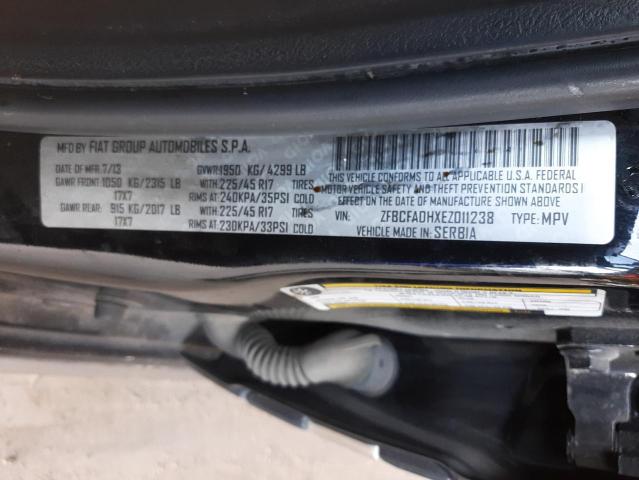 MFD BY FIAT GROUP AUTOMOBILES S.P.A.
DATE OF MFR 7/13 GVWR:1950 KG/4299 LB
GAWR FRONT:1050 KG/2315 LB WITH 225/45 R17 TIRES
17X7 RIMS AT 240KPA/35PSI COLD
GAWR REAR: 915 KG/2017 LB WITH 225/45 R17 TIRES
17X7 RIMS AT 230KPA/33PSI COLD
THIS VEHICLE CONFORMS TO ALL APPLICABLE U.S.A. FEDERAL
MOTOR VEHICLE SAFETY, BUMPER, AND THEFT PREVENTION STANDARDS IN
EFFECT ON THE DATE OF MANUFACTURE SHOWN ABOVE
VIN: ZFBCFADHXEZ011238 TYPE: MPV
VEHICLE MADE IN: SERBIA